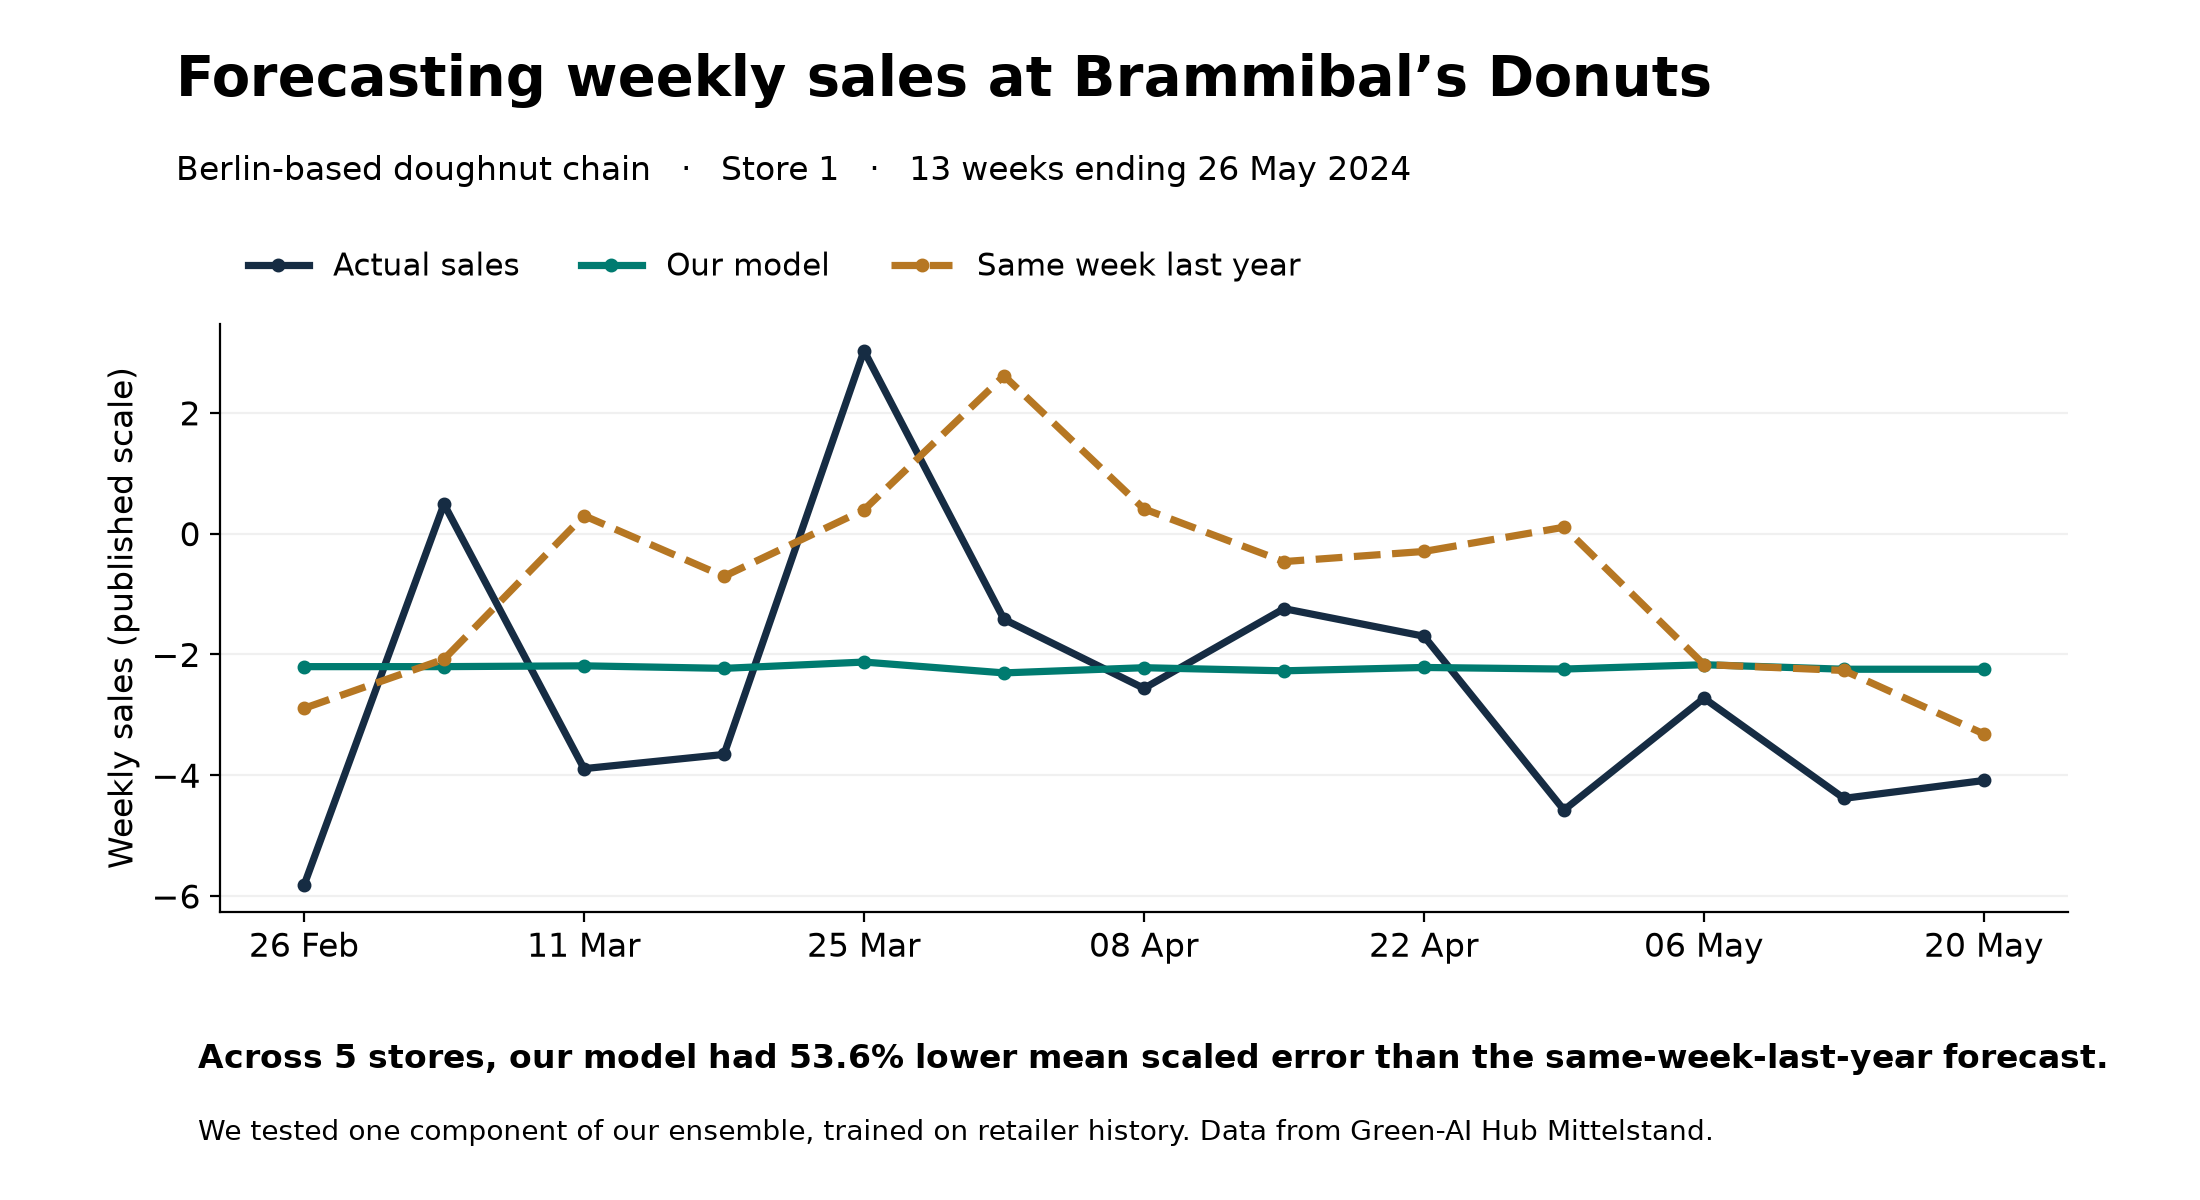 Forecasting weekly sales at Brammibal’s Donuts
Berlin-based doughnut chain · Store 1 · 13 weeks ending 26 May 2024
Actual sales Our model Same week last year
Weekly sales (published scale)
2
0
−2
−4
−6
26 Feb 11 Mar 25 Mar 08 Apr 22 Apr 06 May 20 May
Across 5 stores, our model had 53.6% lower mean scaled error than the same-week-last-year forecast.
We tested one component of our ensemble, trained on retailer history. Data from Green-AI Hub Mittelstand.